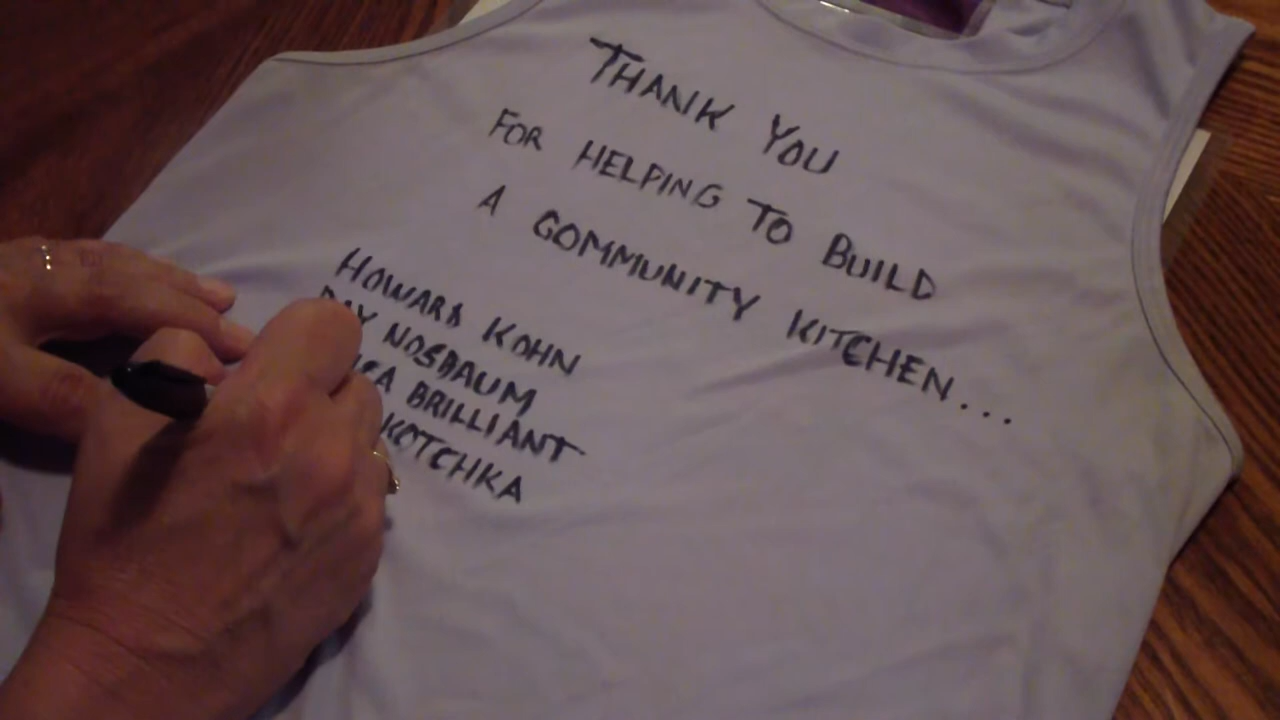 THANK YOU
FOR HELPING TO BUILD
A COMMUNITY KITCHEN...
HOWARD KOHN
NOSBAUM
BRILLIANT
KOTCHKA